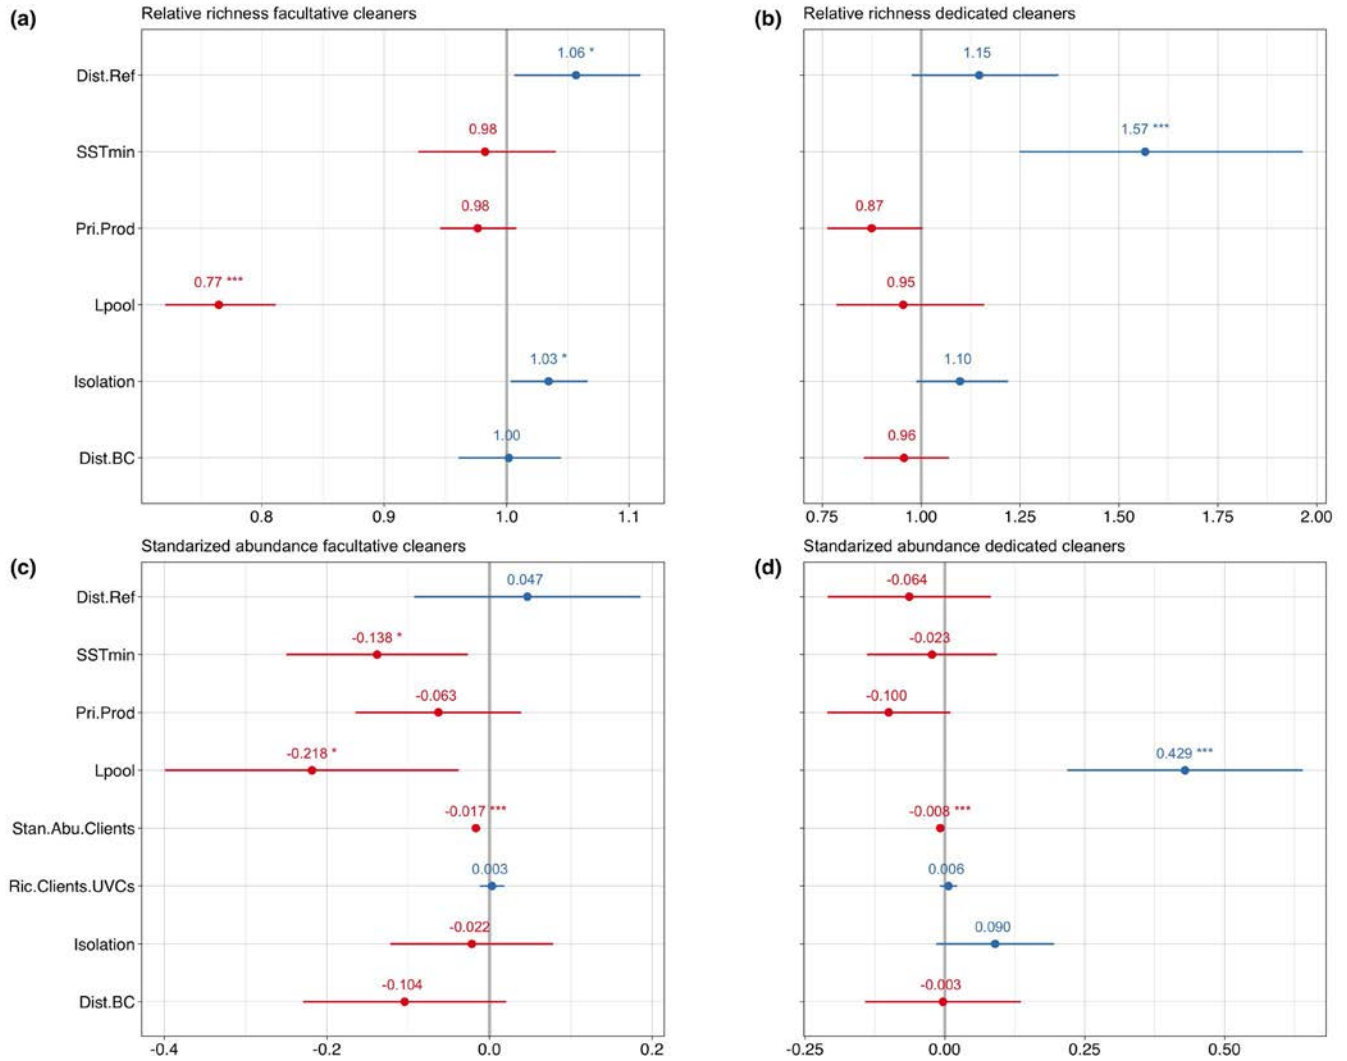 (a)
Relative richness facultative cleaners
Dist.Ref
1.06 *
SSTmin
0.98
Pri.Prod
0.98
Lpool
0.77 ***
Isolation
1.03 *
Dist.BC
1.00
0.8 0.9 1.0 1.1
(b)
Relative richness dedicated cleaners
1.15
1.57 ***
0.87
0.95
1.10
0.96
0.75 1.00 1.25 1.50 1.75 2.00
(c)
Standarized abundance facultative cleaners
Dist.Ref
0.047
SSTmin
-0.138 *
Pri.Prod
-0.063
Lpool
-0.218 *
Stan.Abu.Clients
-0.017 ***
Ric.Clients.UVCs
0.003
Isolation
-0.022
Dist.BC
-0.104
-0.4 -0.2 0.0 0.2
(d)
Standarized abundance dedicated cleaners
-0.064
-0.023
-0.100
0.429 ***
-0.008 ***
0.006
0.090
-0.003
-0.25 0.00 0.25 0.50